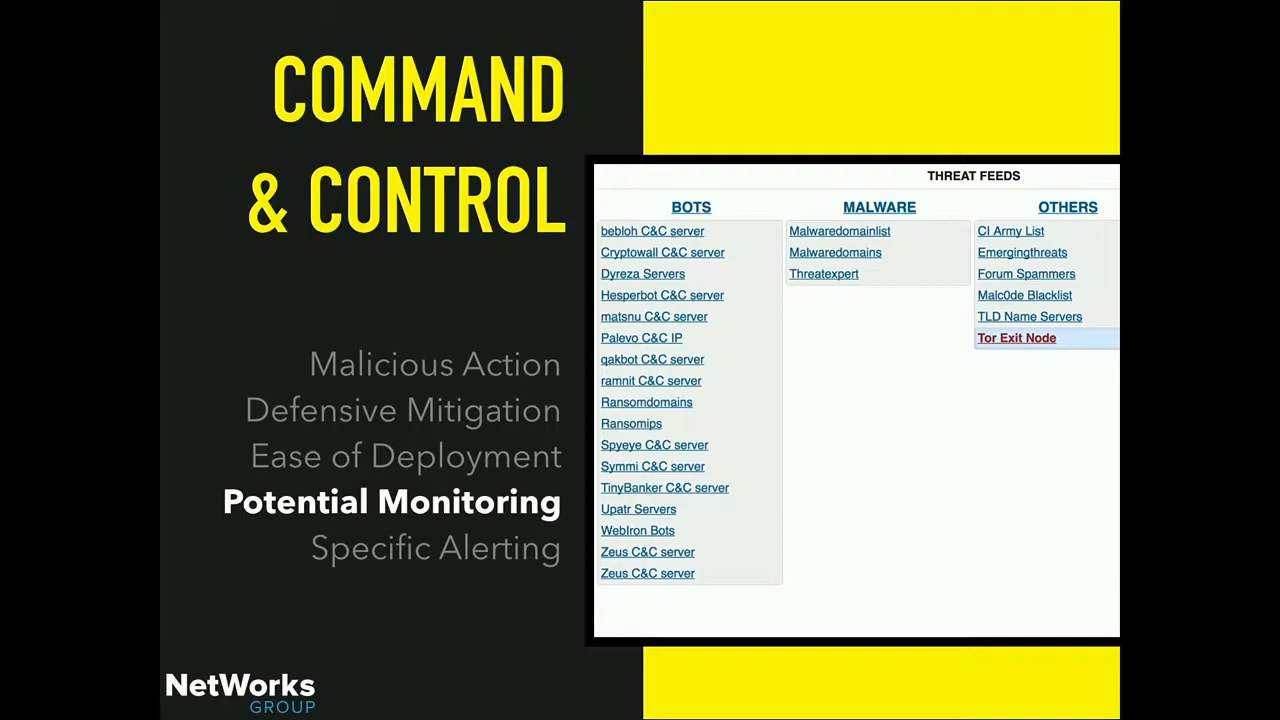 COMMAND
& CONTROL
Malicious Action
Defensive Mitigation
Ease of Deployment
Potential Monitoring
Specific Alerting
NetWorks
GROUP
THREAT FEEDS
BOTS
bebloh C&C server
Cryptowall C&C server
Dyreza Servers
Hesperbot C&C server
matsnu C&C server
Palevo C&C IP
qakbot C&C server
ramnit C&C server
Ransomdomains
Ransomips
Spyeye C&C server
Symmi C&C server
TinyBanker C&C server
Upatr Servers
WebIron Bots
Zeus C&C server
Zeus C&C server
MALWARE
Malwaredomainlist
Malwaredomains
Threatexpert
OTHERS
CI Army List
Emergingthreats
Forum Spammers
Malc0de Blacklist
TLD Name Servers
Tor Exit Node